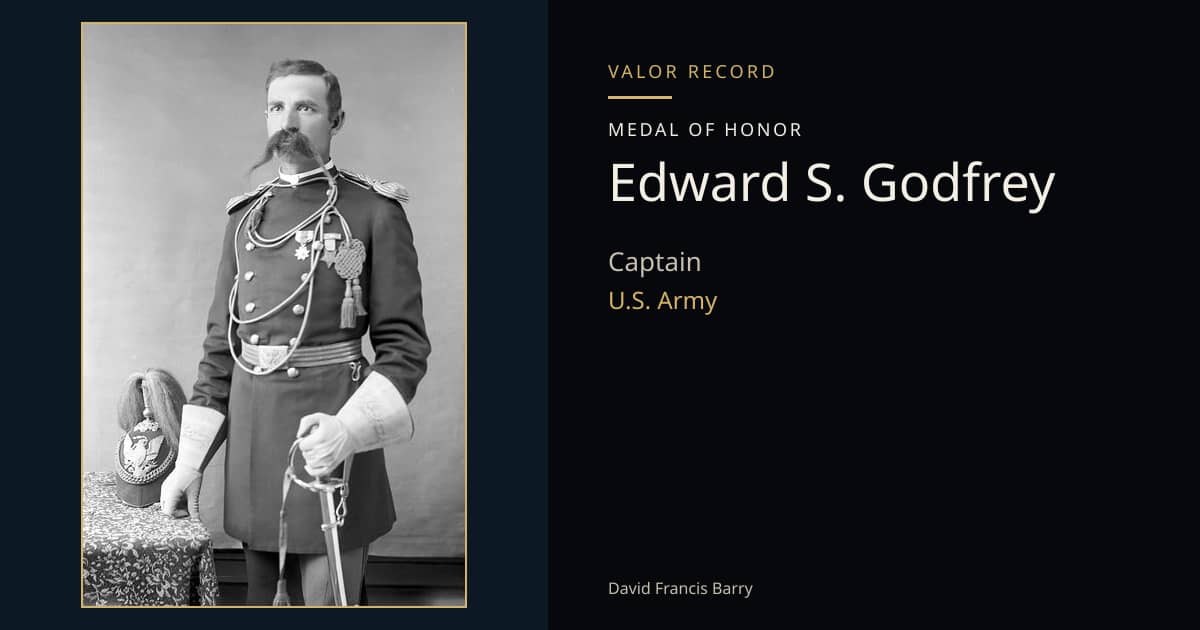 VALOR RECORD
MEDAL OF HONOR
Edward S. Godfrey
Captain
U.S. Army
David Francis Barry